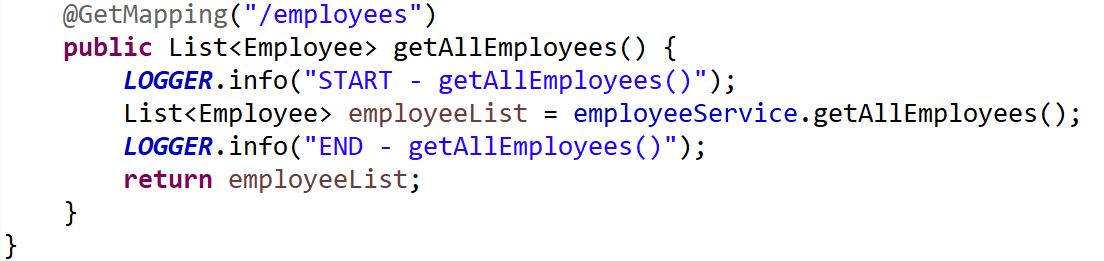 @GetMapping("/employees")
public List<Employee> getAllEmployees() {
LOGGER.info("START - getAllEmployees()");
List<Employee> employeeList = employeeService.getAllEmployees();
LOGGER.info("END - getAllEmployees()");
return employeeList;
}
}